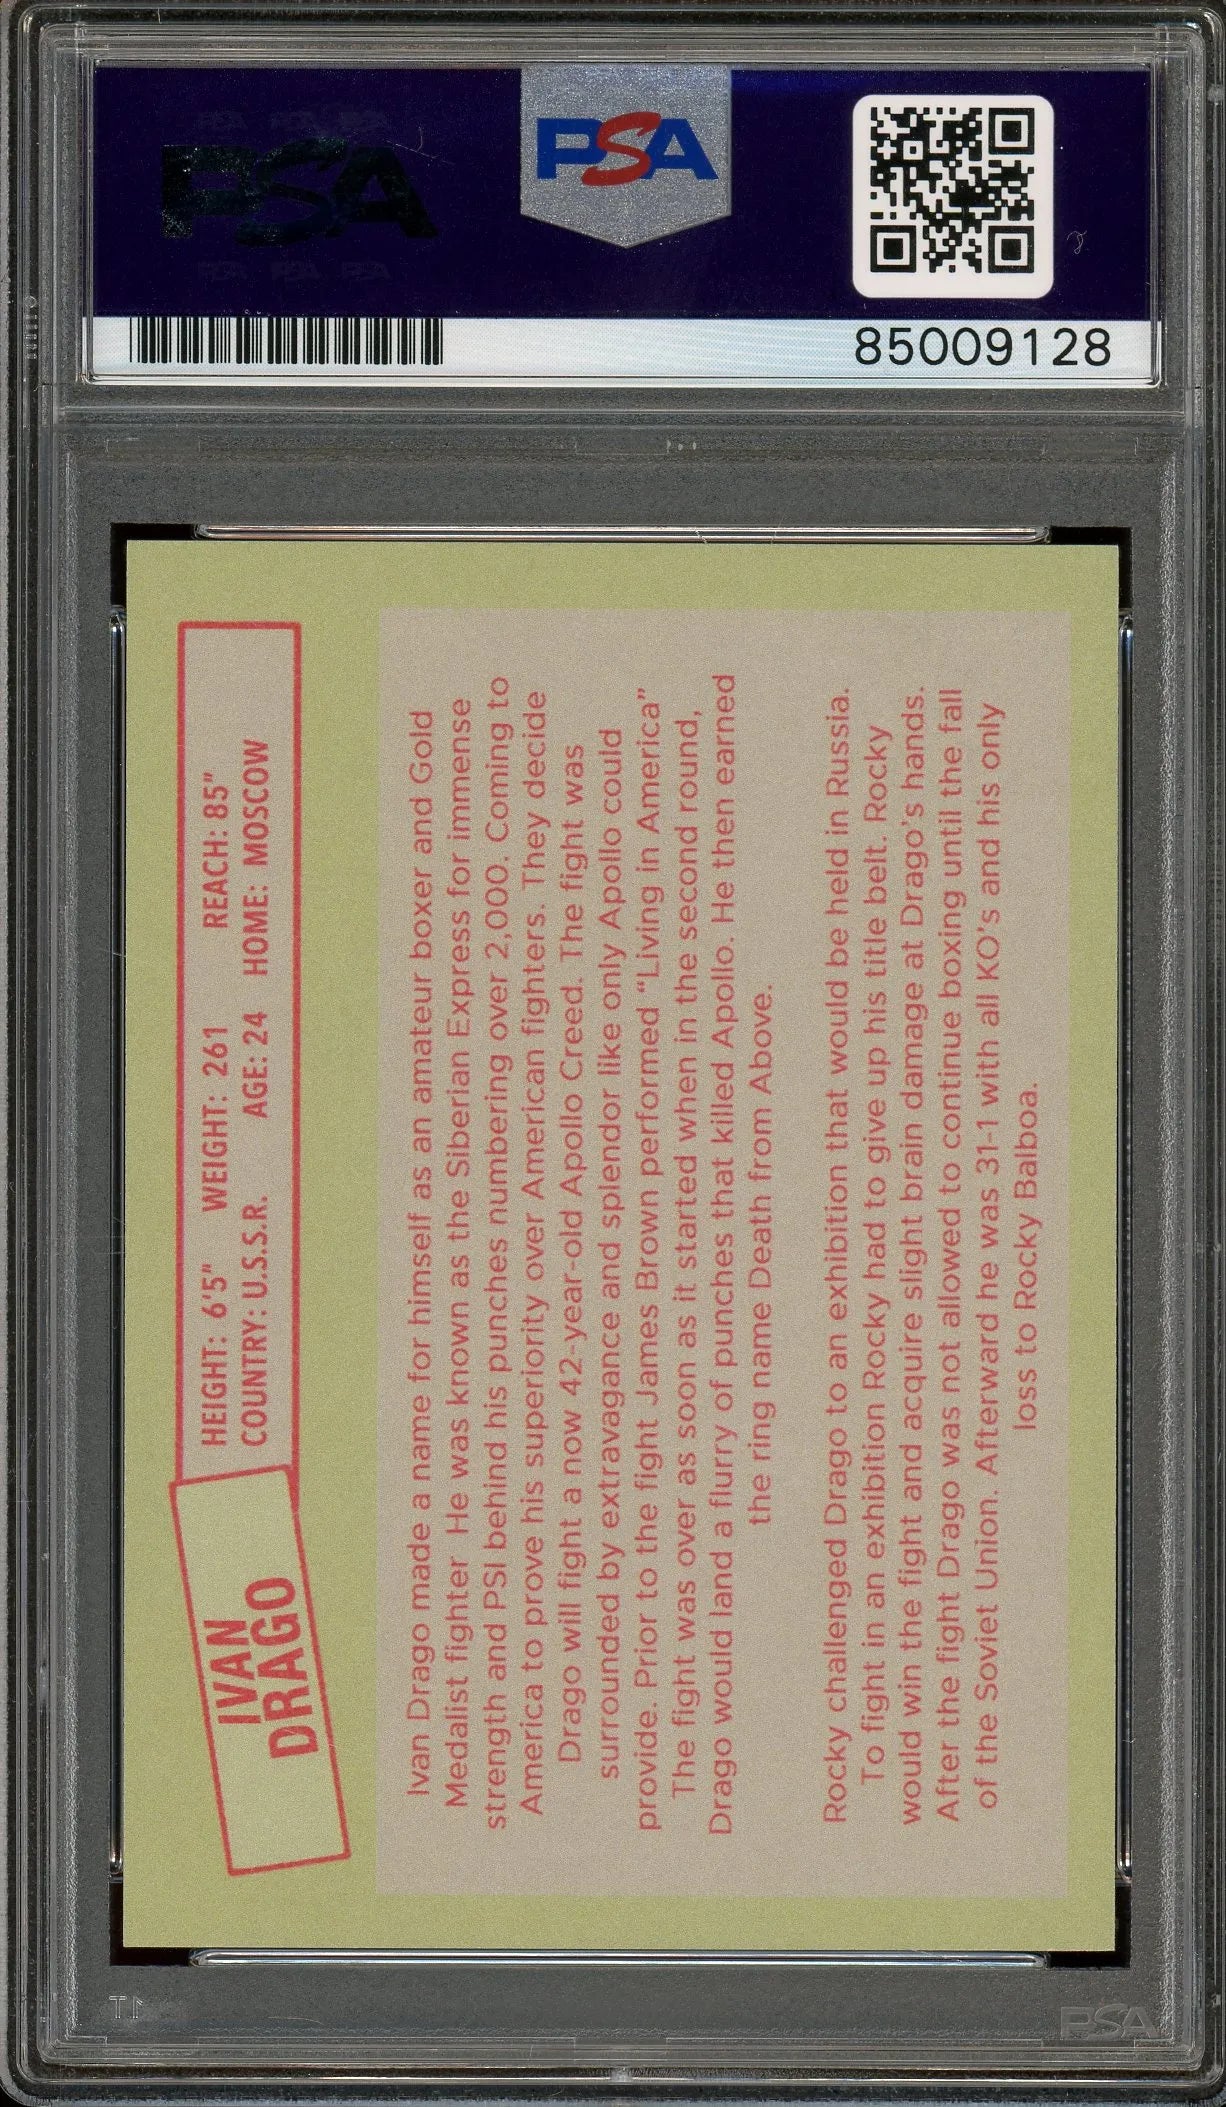 PSA
PSA
85009128
IVAN
DRAGO
HEIGHT: 6'5" WEIGHT: 261 REACH: 85"
COUNTRY: U.S.S.R. AGE: 24 HOME: MOSCOW
Ivan Drago made a name for himself as an amateur boxer and Gold
Medalist fighter He was known as the Siberian Express for immense
strength and PSI behind his punches numbering over 2,000. Coming to
America to prove his superiority over American fighters. They decide
Drago will fight a now 42-year-old Apollo Creed. The fight was
surrounded by extravagance and splendor like only Apollo could
provide. Prior to the fight James Brown performed “Living in America”
The fight was over as soon as it started when in the second round,
Drago would land a flurry of punches that killed Apollo. He then earned
the ring name Death from Above.
Rocky challenged Drago to an exhibition that would be held in Russia.
To fight in an exhibition Rocky had to give up his title belt. Rocky
would win the fight and acquire slight brain damage at Drago's hands.
After the fight Drago was not allowed to continue boxing until the fall
of the Soviet Union. Afterward he was 31-1 with all KO's and his only
loss to Rocky Balboa.
PSA